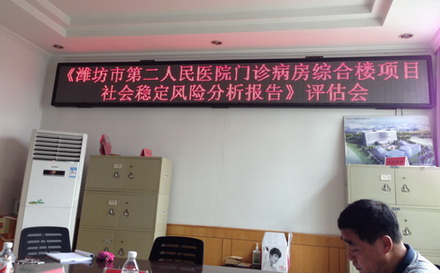 《潍坊市第二人民医院门诊病房综合楼项目
社会稳定风险分析报告》评估会